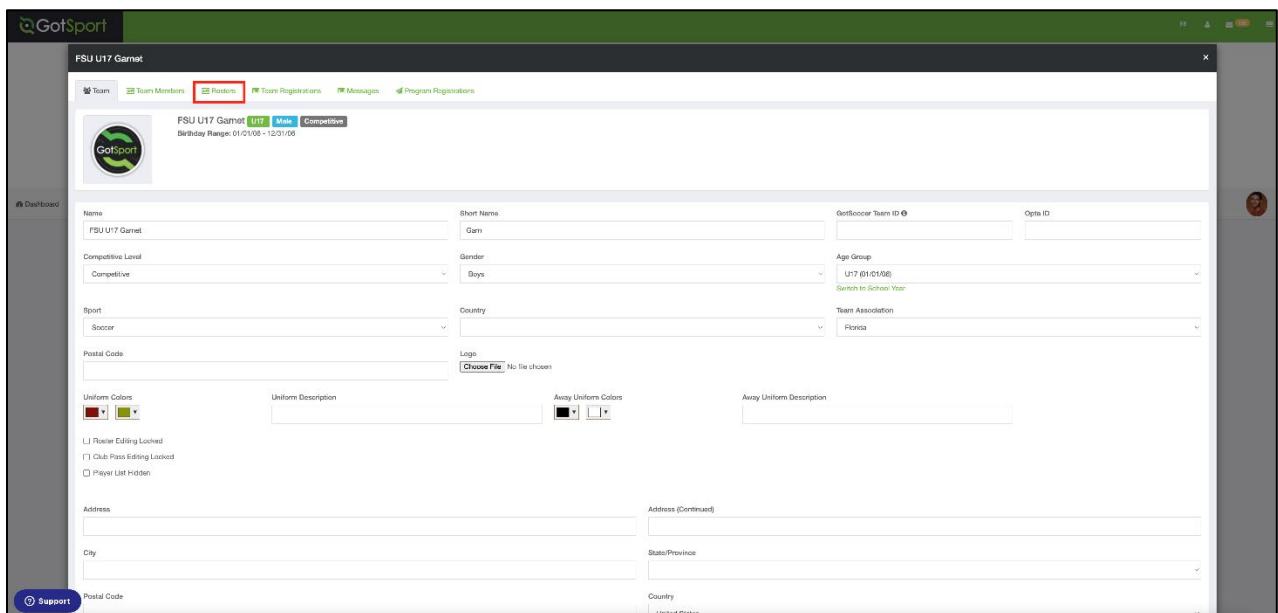 GotSport
FSU U17 Garnet
×
Team Team Members Rosters Team Registrations Messages Program Registrations
FSU U17 Garnet U17 Male Competitive
Birthday Range: 01/01/08 - 12/31/08
GotSport
Dashboard
Name Short Name GotSoccer Team ID Opta ID
FSU U17 Garnet Garn
Competitive Level Gender Age Group
Competitive Boys U17 (01/01/08)
Switch to School Year
Sport Country Team Association
Soccer Florida
Postal Code Logo
Choose File No file chosen
Uniform Colors Uniform Description Away Uniform Colors Away Uniform Description
Roster Editing Locked
Club Pass Editing Locked
Player List Hidden
Address Address (Continued)
City State/Province
Postal Code Country
Support
United States